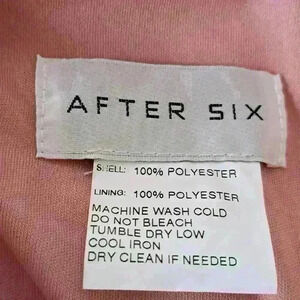 AFTER SIX
SHELL: 100% POLYESTER
LINING: 100% POLYESTER
MACHINE WASH COLD
DO NOT BLEACH
TUMBLE DRY LOW
COOL IRON
DRY CLEAN IF NEEDED